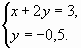 x + 2y = 3,
y = -0,5.